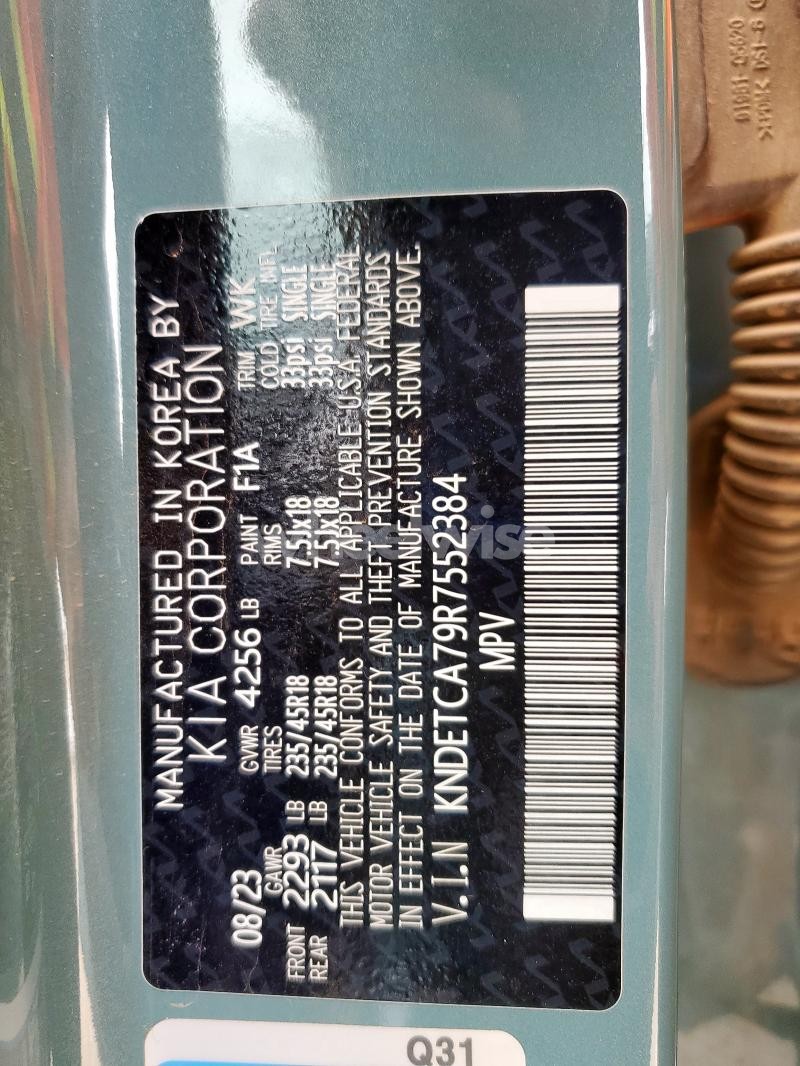 MANUFACTURED IN KOREA BY
KIA CORPORATION
08/23 GVWR 4256 LB PAINT F1A TRIM WK
GAWR TIRES RIMS COLD TIRE INFL
FRONT 2293 LB 235/45R18 7.5Jx18 33psi SINGLE
REAR 2117 LB 235/45R18 7.5Jx18 33psi SINGLE
THIS VEHICLE CONFORMS TO ALL APPLICABLE U.S.A. FEDERAL
MOTOR VEHICLE SAFETY AND THEFT PREVENTION STANDARDS
IN EFFECT ON THE DATE OF MANUFACTURE SHOWN ABOVE.
V.I.N KNDETCA79R7552384
MPV
Q31